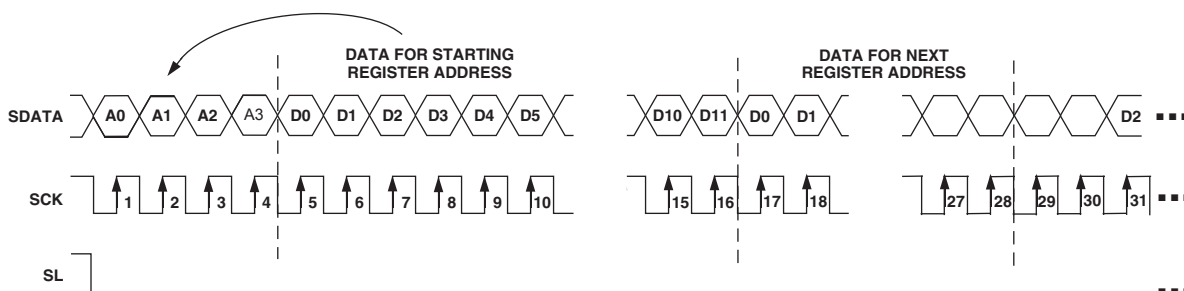 DATA FOR STARTING
REGISTER ADDRESS
DATA FOR NEXT
REGISTER ADDRESS
SDATA A0 A1 A2 A3 D0 D1 D2 D3 D4 D5 D10 D11 D0 D1 D2
SCK 1 2 3 4 5 6 7 8 9 10 15 16 17 18 27 28 29 30 31
SL